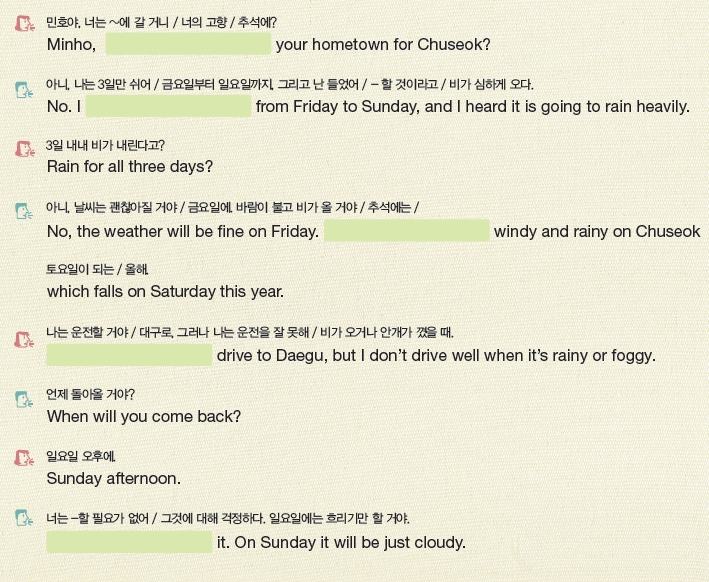 민호야, 너는 ~에 갈 거니 / 너의 고향 / 추석에?
Minho, your hometown for Chuseok?
아니, 나는 3일만 쉬어 / 금요일부터 일요일까지, 그리고 난 들었어 / - 할 것이라고 / 비가 심하게 오다.
No. I from Friday to Sunday, and I heard it is going to rain heavily.
3일 내내 비가 내린다고?
Rain for all three days?
아니, 날씨는 괜찮아질 거야 / 금요일에. 바람이 불고 비가 올 거야 / 추석에는 /
No, the weather will be fine on Friday. windy and rainy on Chuseok
토요일이 되는 / 올해.
which falls on Saturday this year.
나는 운전할 거야 / 대구로, 그러나 나는 운전을 잘 못해 / 비가 오거나 안개가 꼈을 때.
drive to Daegu, but I don't drive well when it's rainy or foggy.
언제 돌아올 거야?
When will you come back?
일요일 오후에.
Sunday afternoon.
너는 -할 필요가 없어 / 그것에 대해 걱정하다. 일요일에는 흐리기만 할 거야.
it. On Sunday it will be just cloudy.